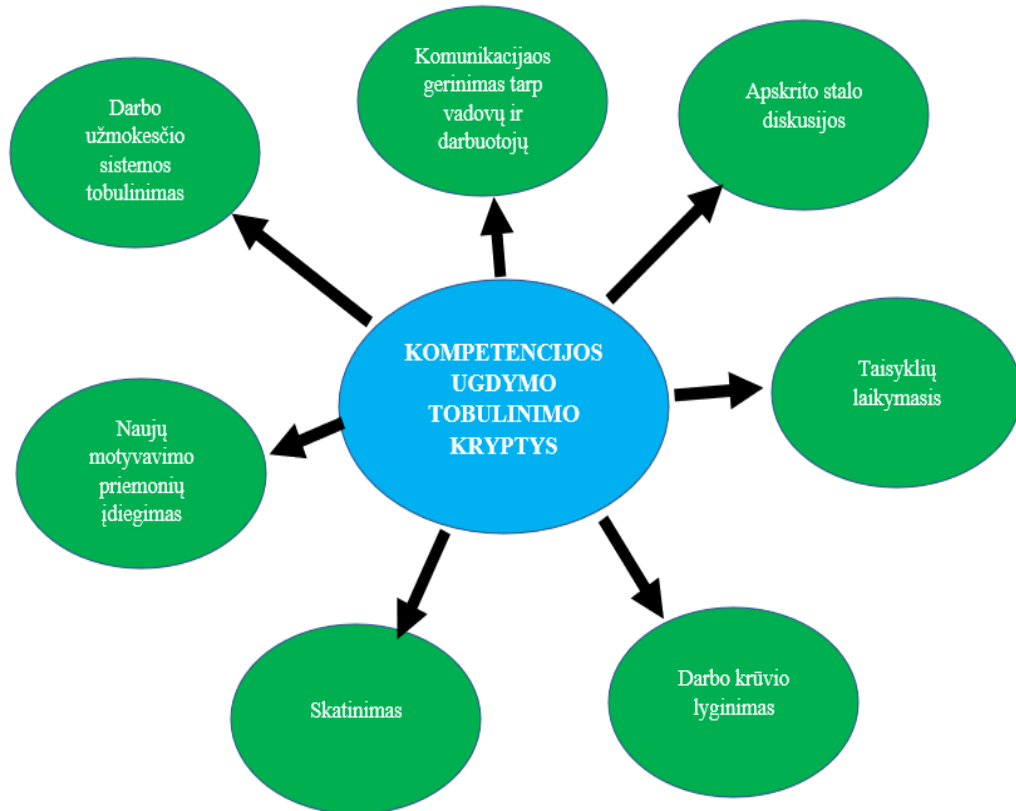 Komunikacijaos
gerinimas tarp
vadovų ir
darbuotojų
Apskrito stalo
diskusijos
Darbo
užmokesčio
sistemos
tobulinimas
KOMPETENCIJOS
UGDYMO
TOBULINIMO
KRYPTYS
Taisyklių
laikymasis
Naujų
motyvavimo
priemonių
įdiegimas
Skatinimas
Darbo krūvio
lyginimas